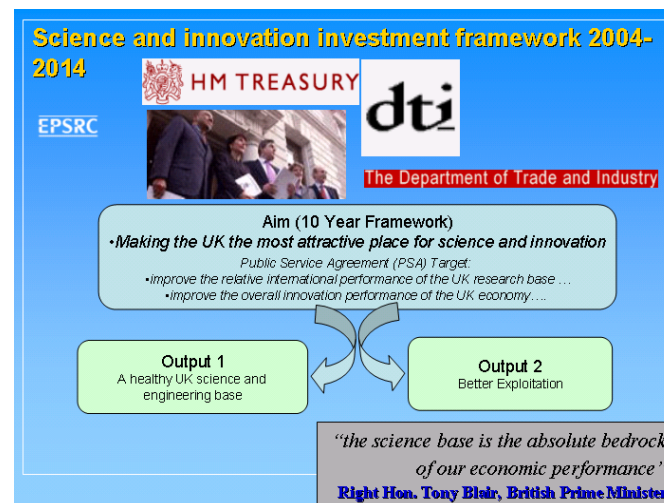 Science and innovation investment framework 2004-
2014
HM TREASURY
dti
EPSRC
The Department of Trade and Industry
Aim (10 Year Framework)
•Making the UK the most attractive place for science and innovation
Public Service Agreement (PSA) Target:
•improve the relative international performance of the UK research base …
•improve the overall innovation performance of the UK economy….
Output 1
A healthy UK science and
engineering base
Output 2
Better Exploitation
“the science base is the absolute bedrock
of our economic performance’
Right Hon. Tony Blair, British Prime Minister